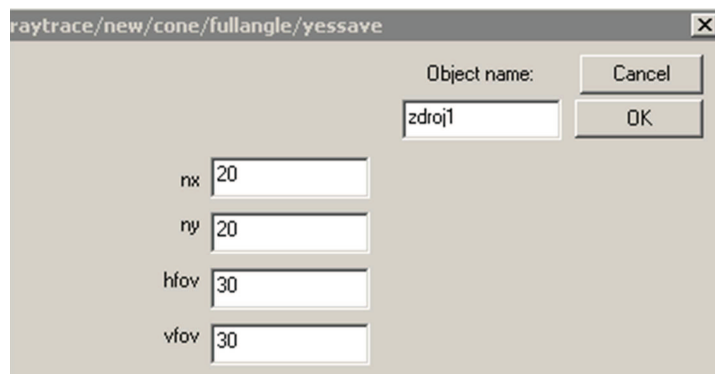 raytrace/new/cone/fullangle/yessave
Object name:
Cancel
zdroj1
OK
nx 20
ny 20
hfov 30
vfov 30